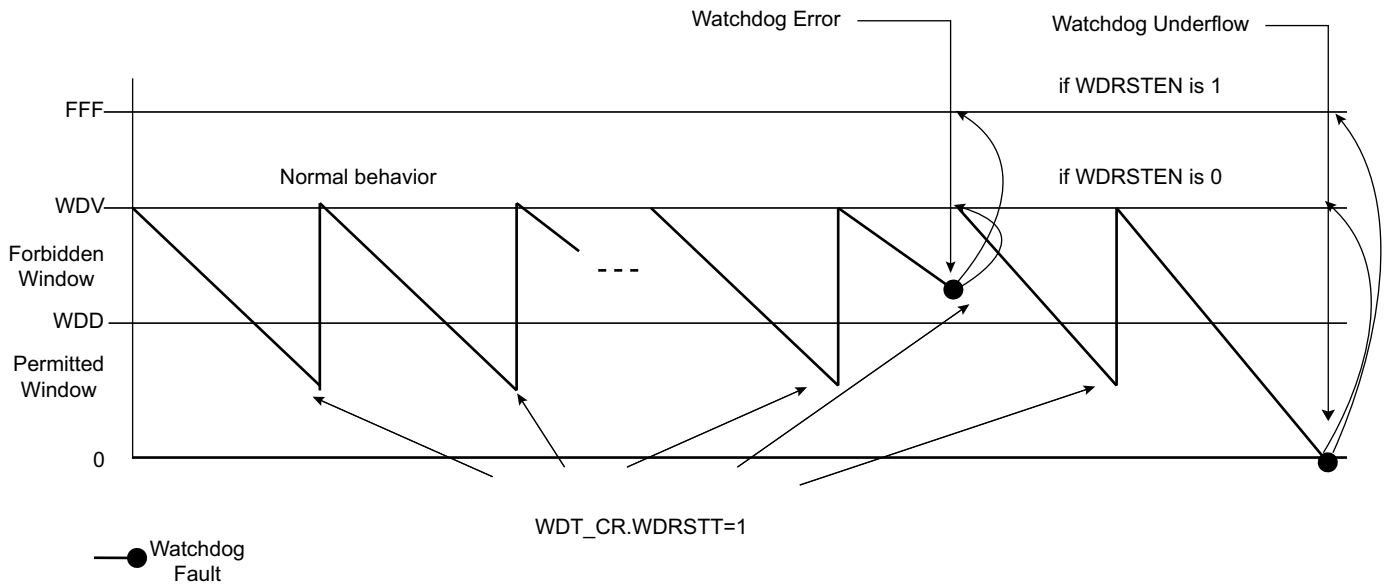 Watchdog Error
Watchdog Underflow
if WDRSTEN is 1
FFF
Normal behavior
if WDRSTEN is 0
WDV
Forbidden
Window
WDD
Permitted
Window
0
WDT_CR.WDRSTT=1
Watchdog
Fault